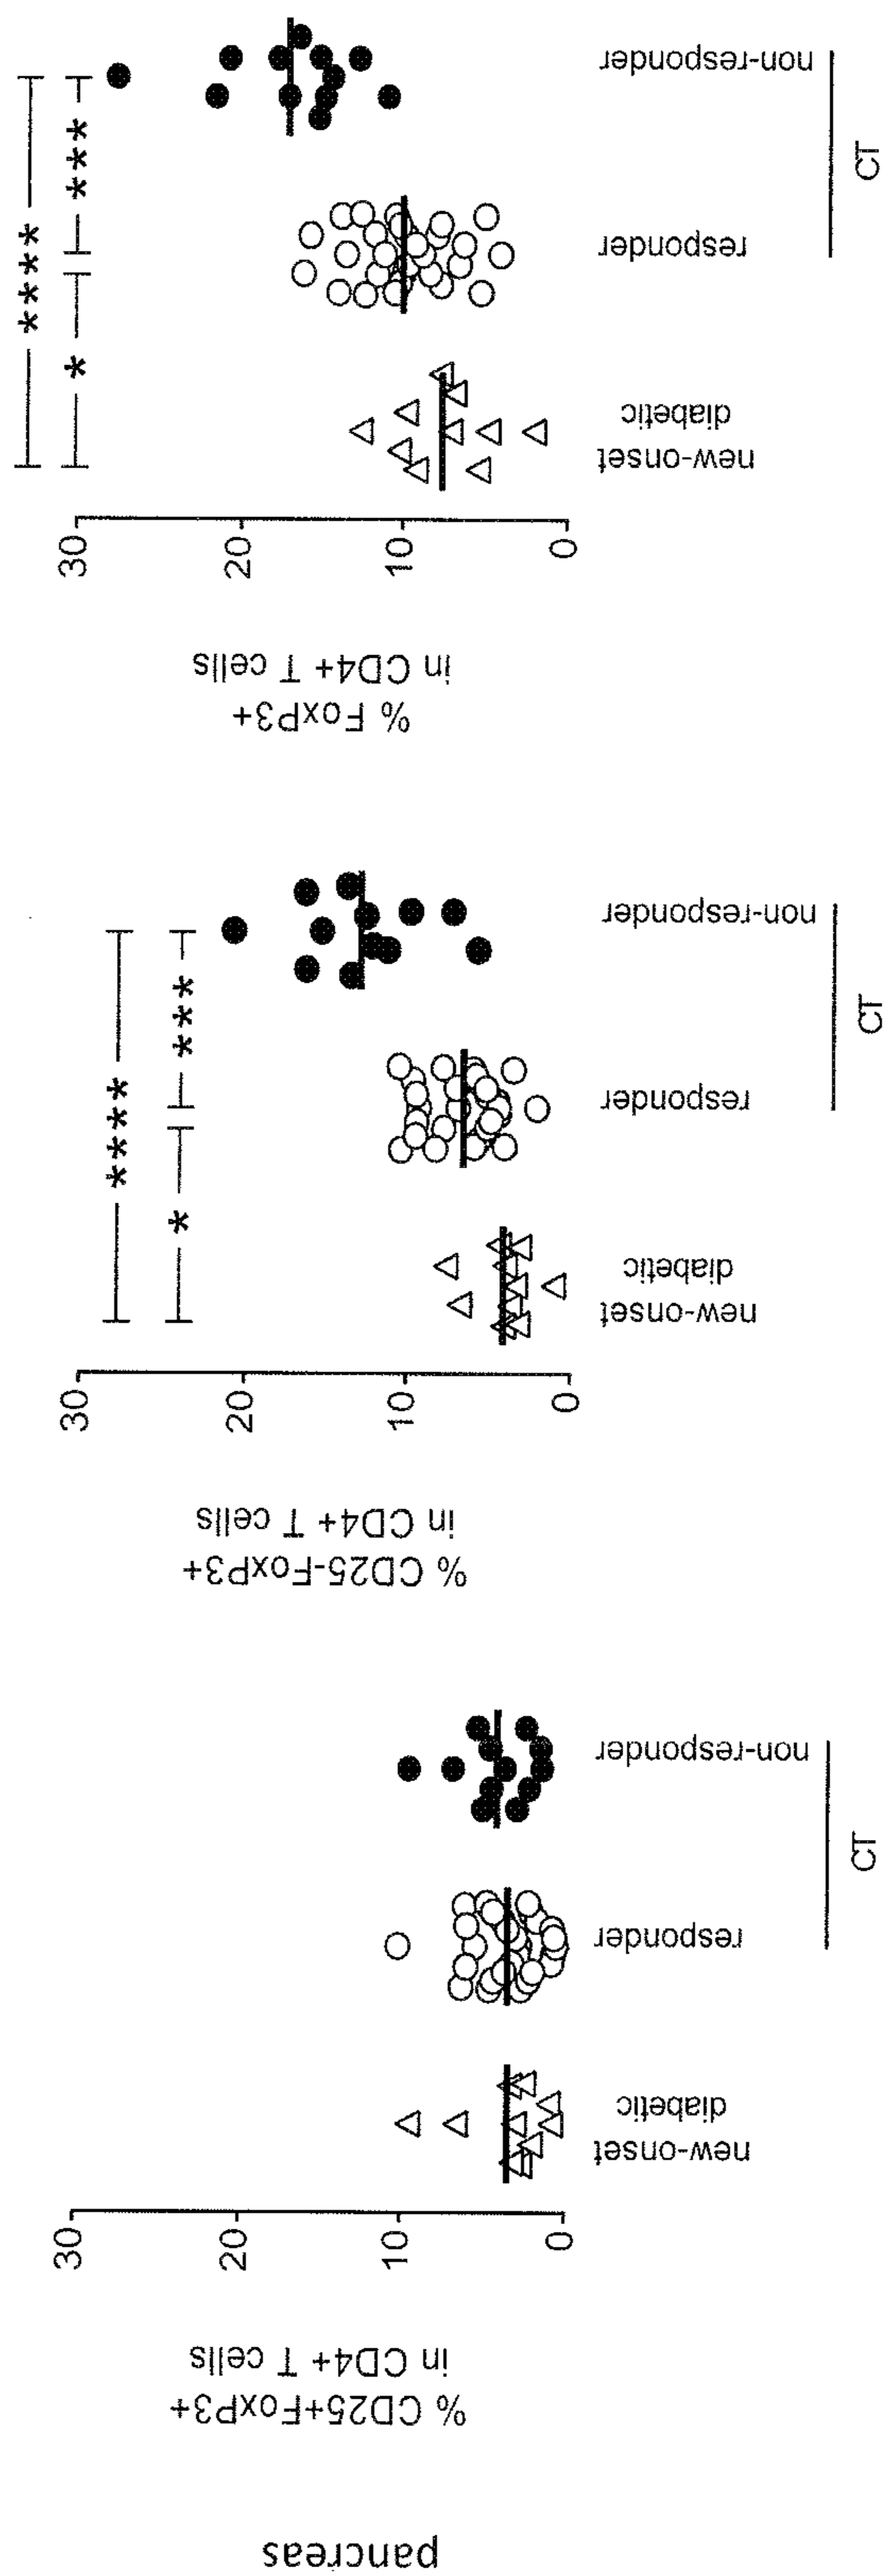 pancreas
% CD25+FoxP3+
in CD4+ T cells
30
20
10
0
new-onset
diabetic
responder
non-responder
CT
% CD25-FoxP3+
in CD4+ T cells
30
20
10
0
****
*
***
new-onset
diabetic
responder
non-responder
CT
% FoxP3+
in CD4+ T cells
30
20
10
0
****
*
***
new-onset
diabetic
responder
non-responder
CT